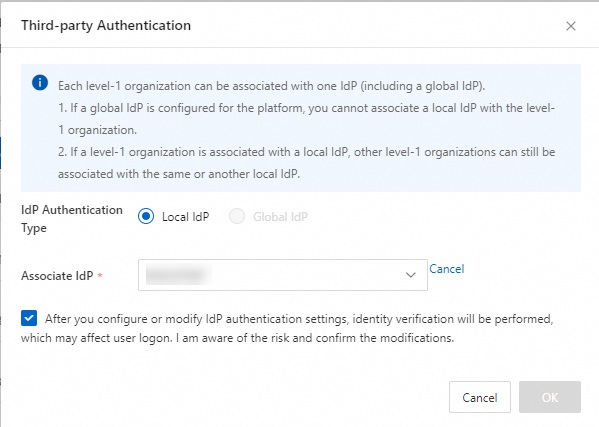 Third-party Authentication
Each level-1 organization can be associated with one IdP (including a global IdP).
1. If a global IdP is configured for the platform, you cannot associate a local IdP with the level-
1 organization.
2. If a level-1 organization is associated with a local IdP, other level-1 organizations can still be
associated with the same or another local IdP.
IdP Authentication
Type
Local IdP
Global IdP
Associate IdP *
Cancel
After you configure or modify IdP authentication settings, identity verification will be performed,
which may affect user logon. I am aware of the risk and confirm the modifications.
Cancel
OK